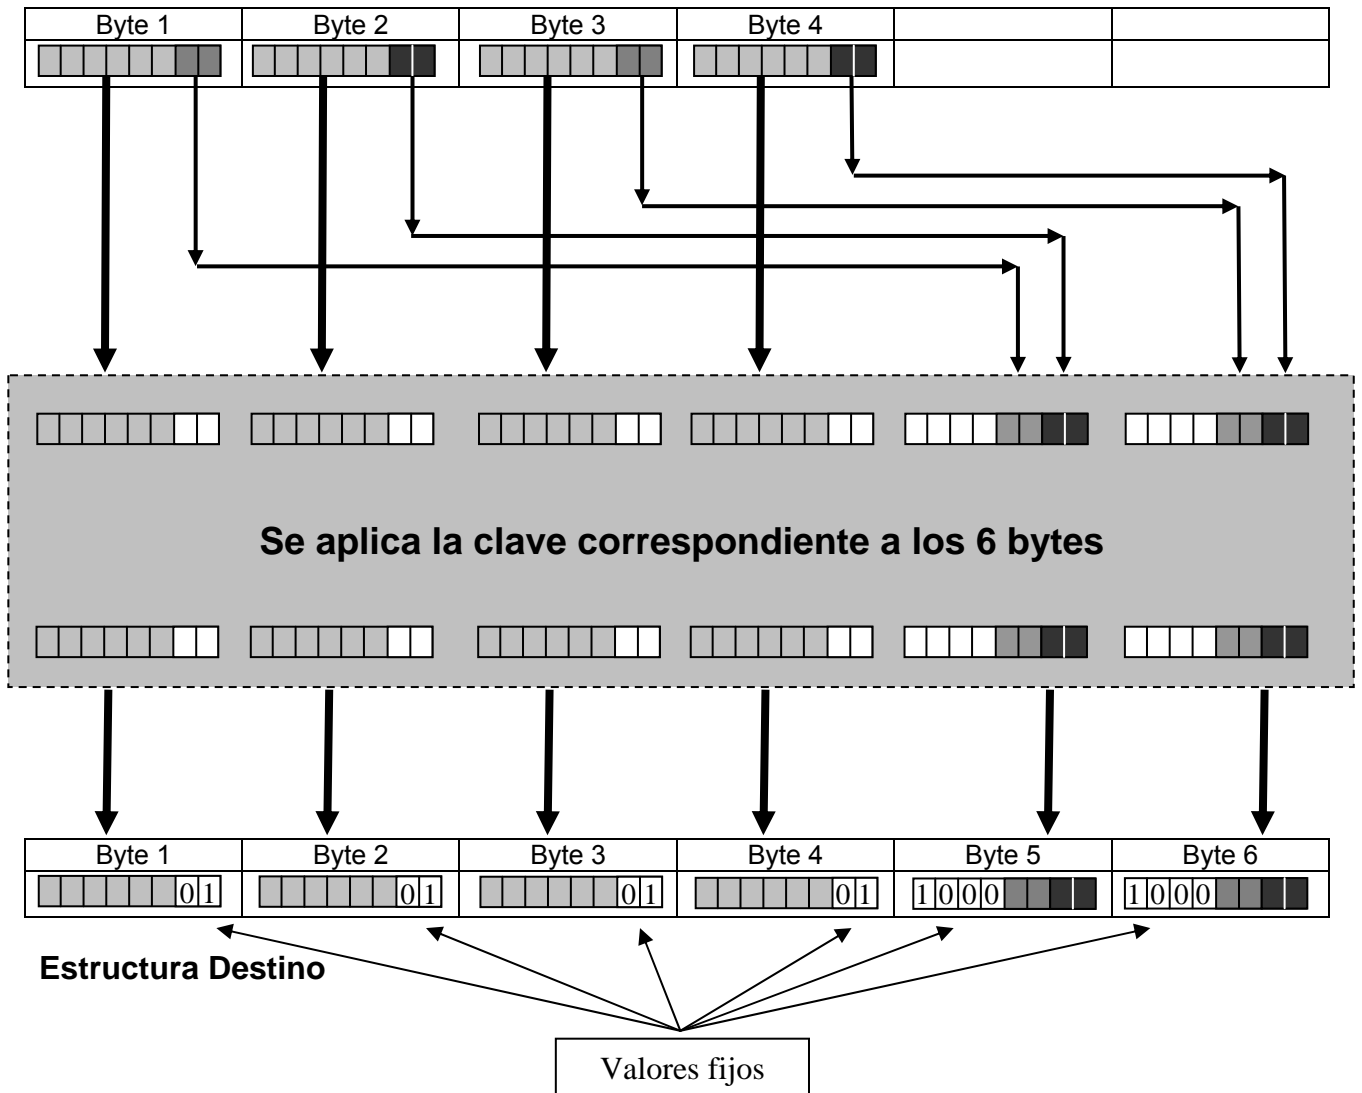 Byte 1 Byte 2 Byte 3 Byte 4
Se aplica la clave correspondiente a los 6 bytes
Byte 1 Byte 2 Byte 3 Byte 4 Byte 5 Byte 6
01 01 01 01 1000 1000
Estructura Destino
Valores fijos